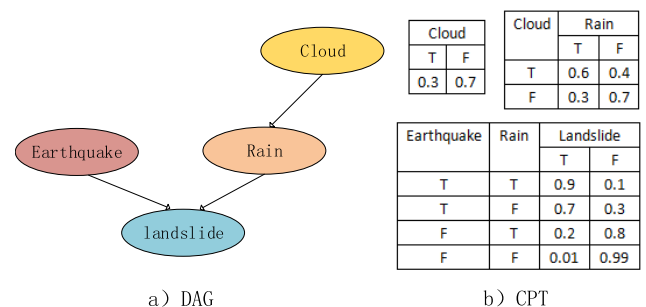 Cloud
Earthquake
Rain
landslide
a) DAG
Cloud
T F
0.3 0.7
Cloud Rain
T F
T 0.6 0.4
F 0.3 0.7
Earthquake Rain Landslide
T F
T T 0.9 0.1
T F 0.7 0.3
F T 0.2 0.8
F F 0.01 0.99
b) CPT